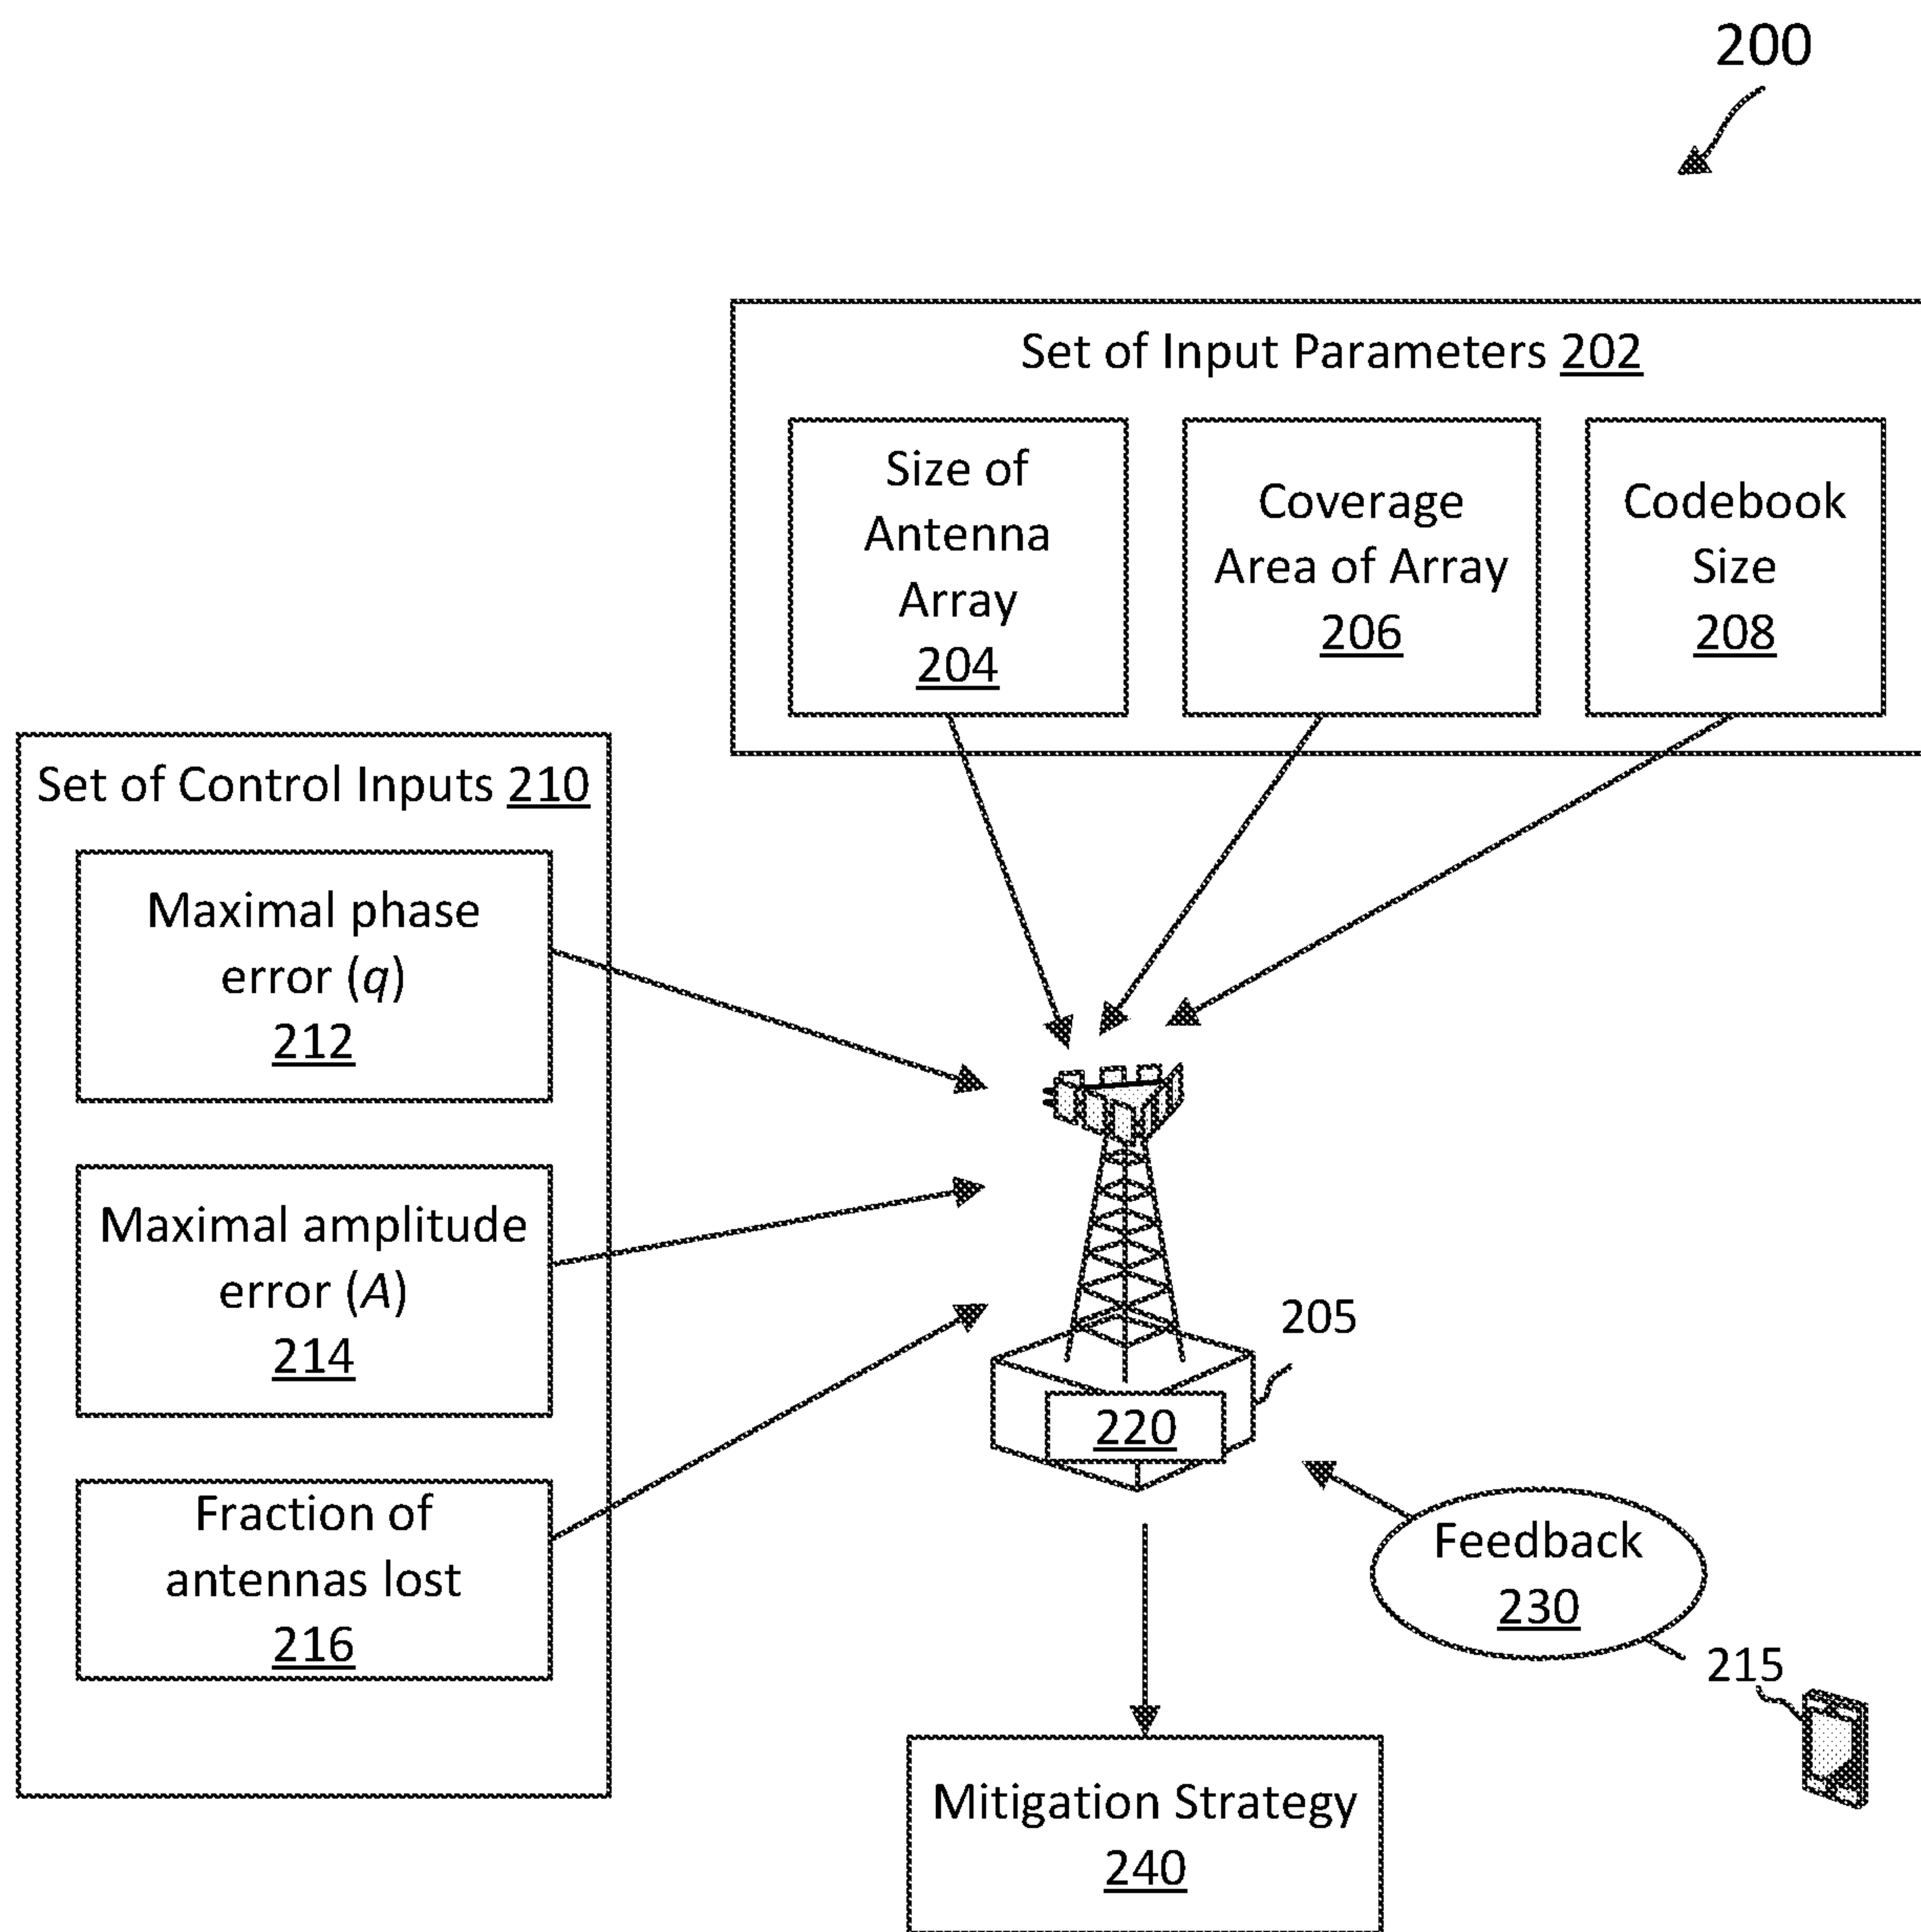 200
Set of Input Parameters 202
Size of
Antenna
Array
204
Coverage
Area of Array
206
Codebook
Size
208
Set of Control Inputs 210
Maximal phase
error (q)
212
Maximal amplitude
error (A)
214
Fraction of
antennas lost
216
205
220
Feedback
230
215
Mitigation Strategy
240